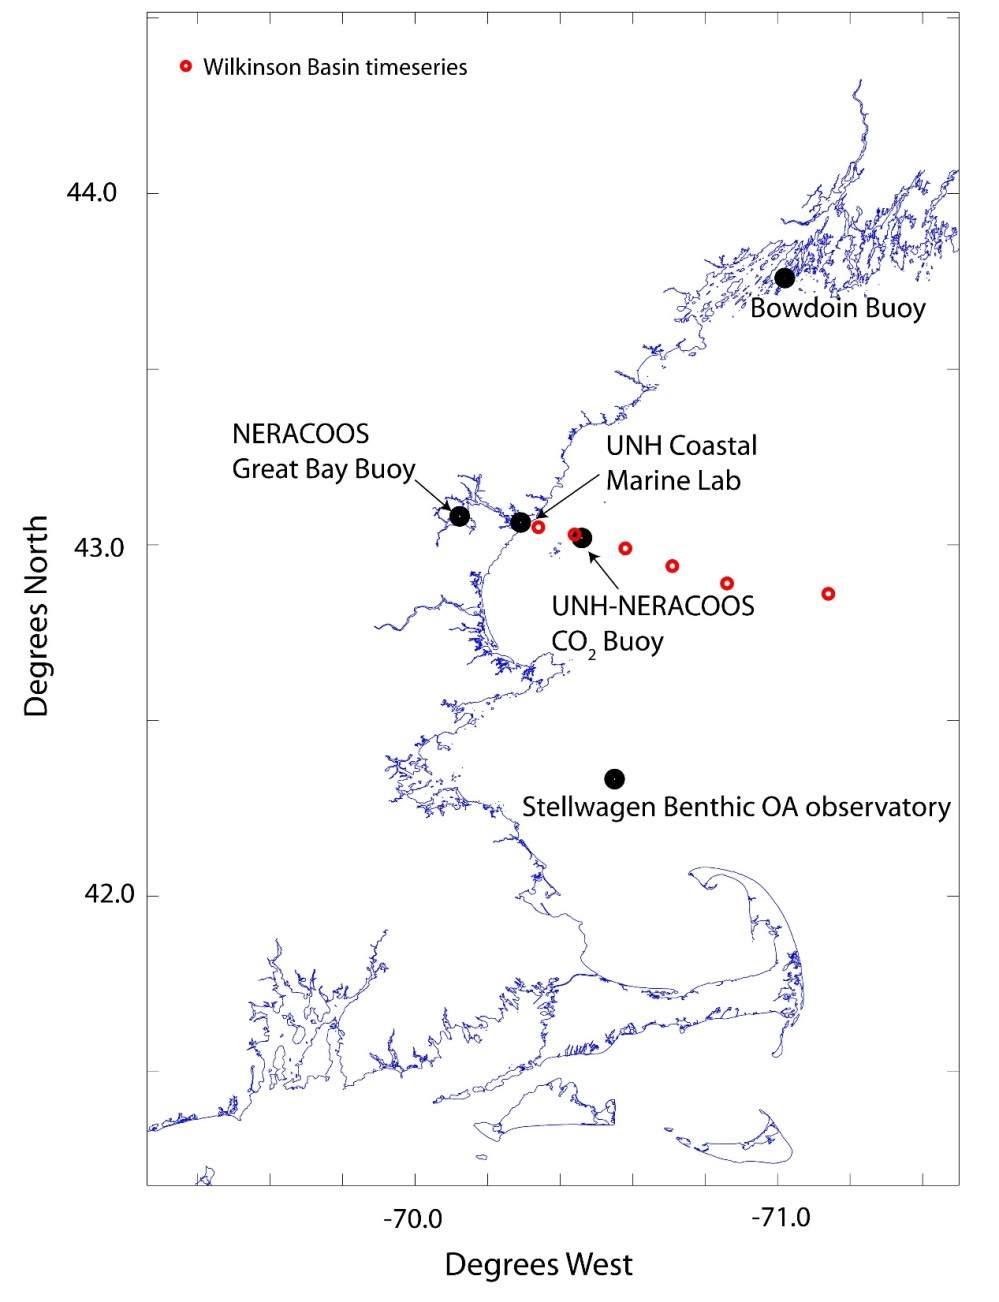 Wilkinson Basin timeseries
44.0
Bowdoin Buoy
NERACOOS
Great Bay Buoy
UNH Coastal
Marine Lab
43.0
UNH-NERACOOS
CO2 Buoy
Degrees North
Stellwagen Benthic OA observatory
42.0
-70.0
-71.0
Degrees West